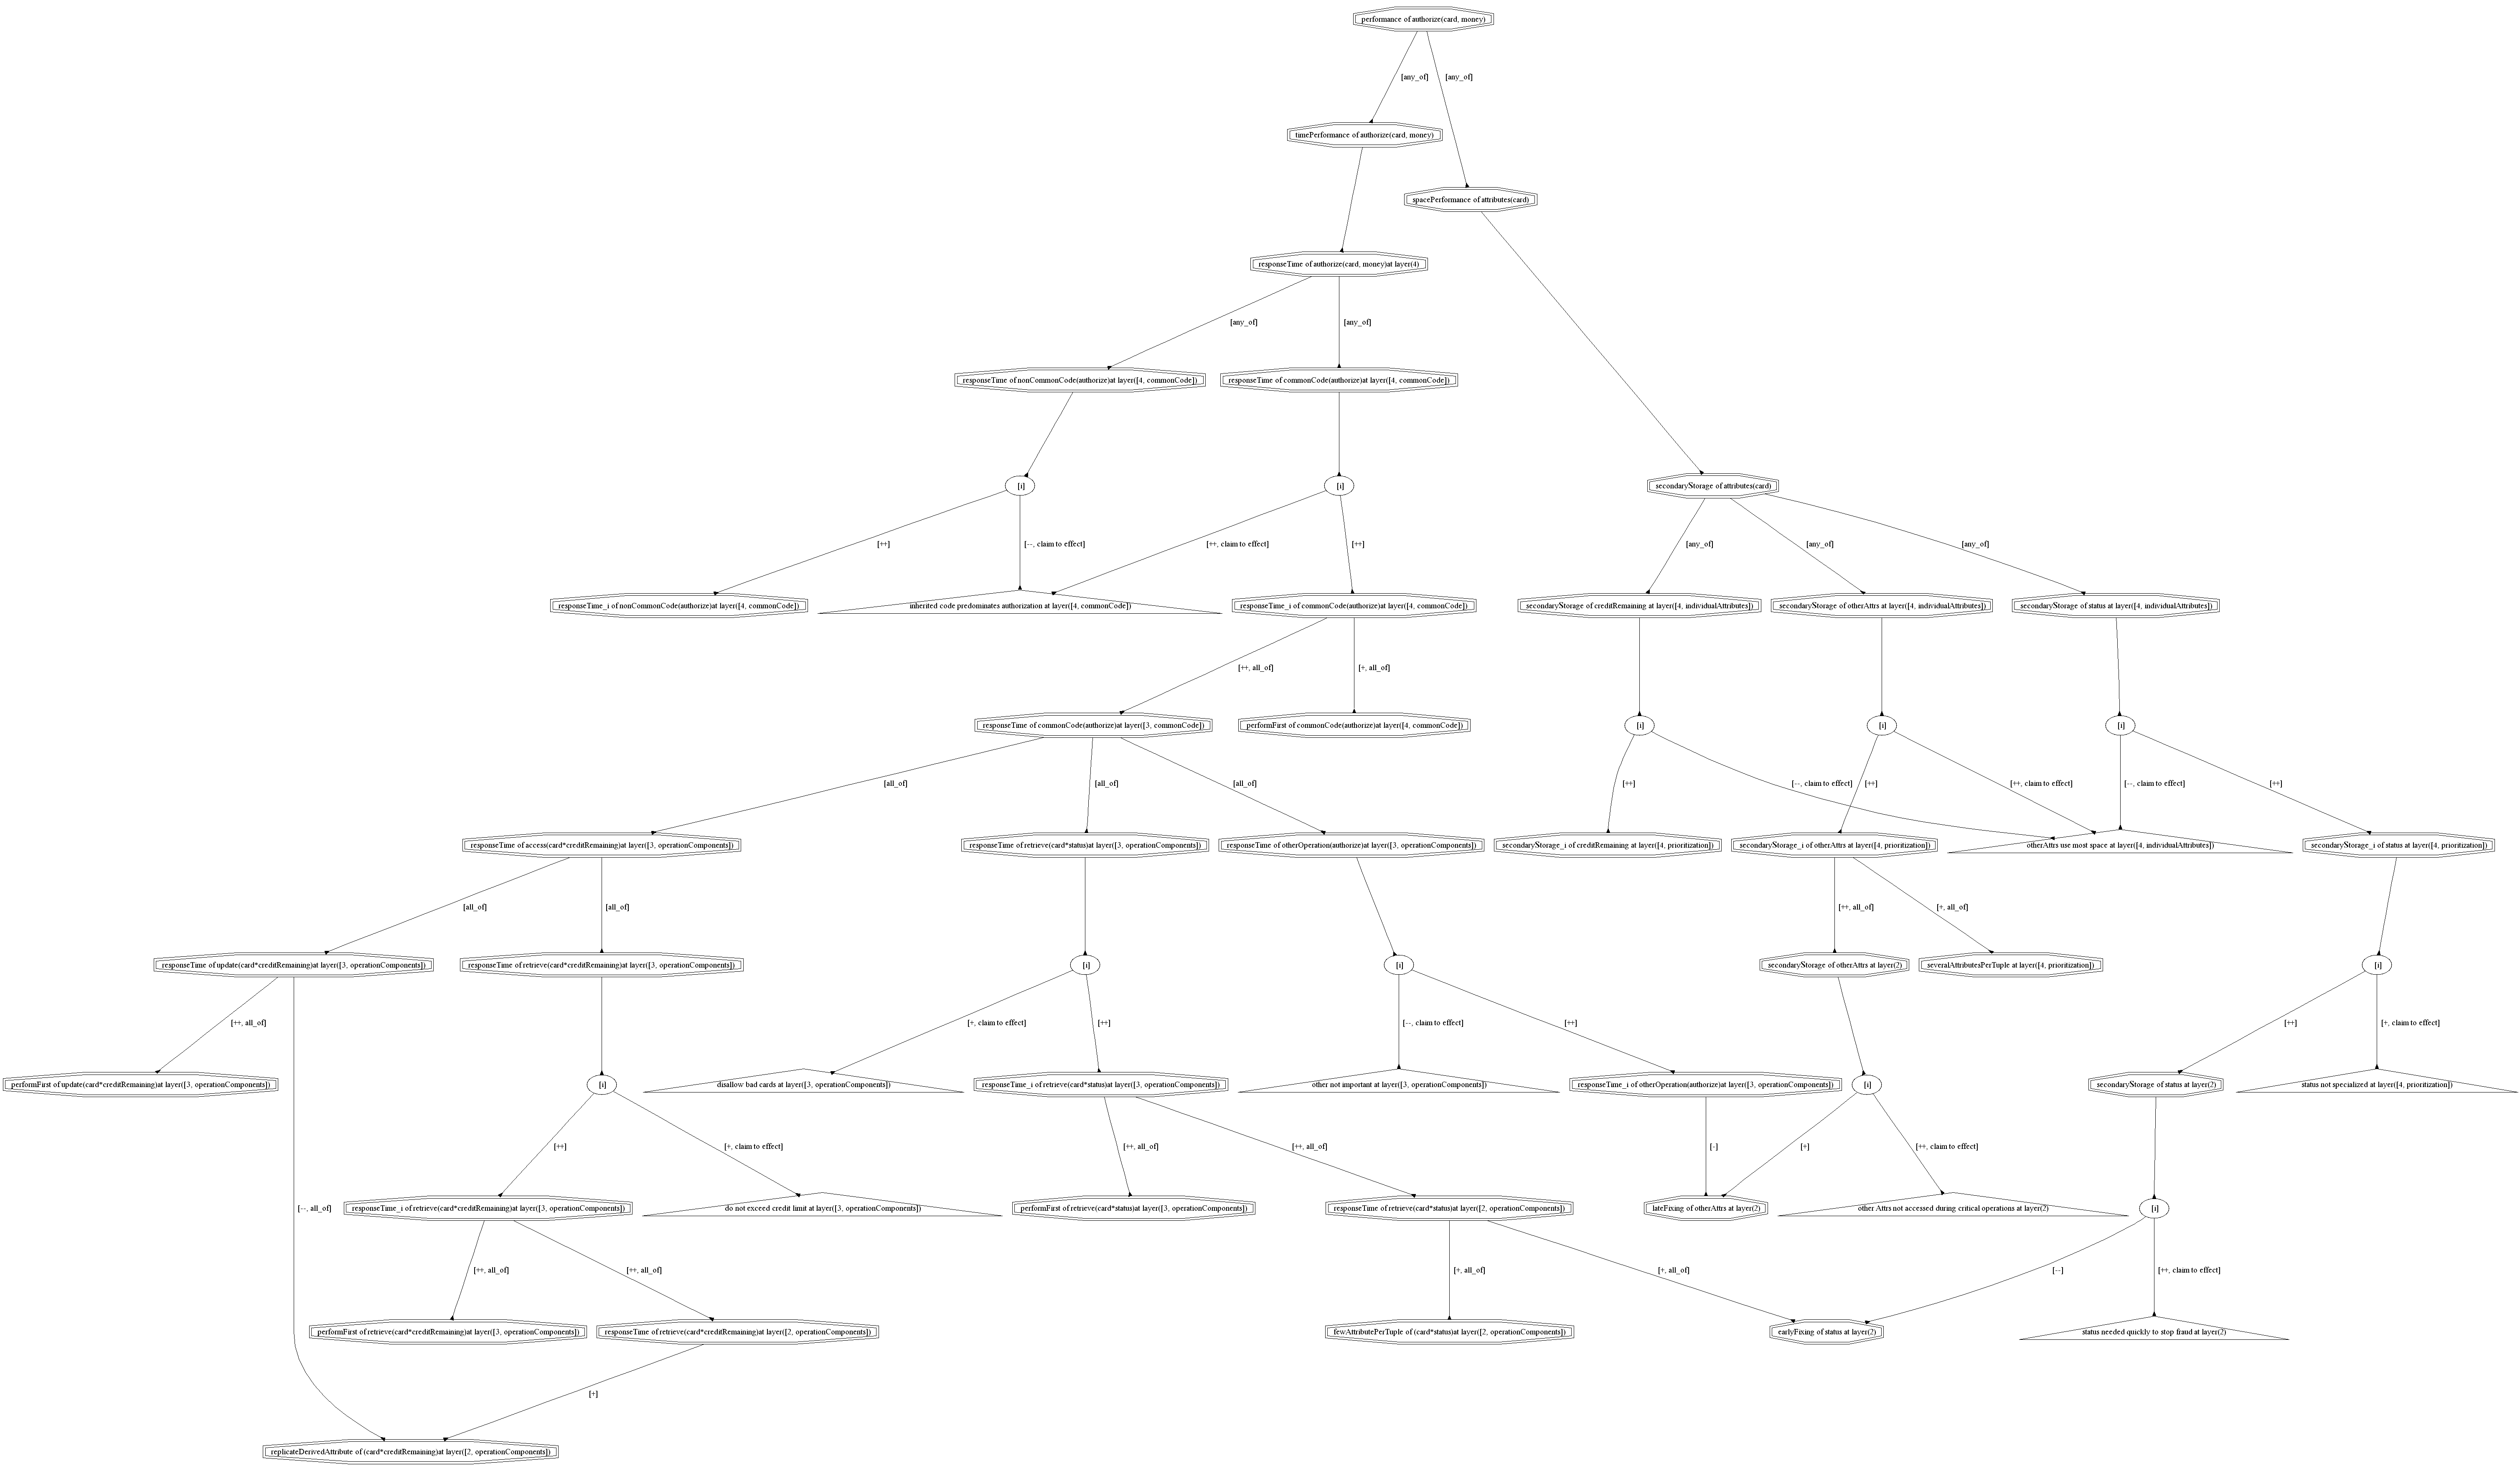 performance of authorize(card, money)
[any_of]
[any_of]
timePerformance of authorize(card, money)
spacePerformance of attributes(card)
responseTime of authorize(card, money)at layer(4)
[any_of]
[any_of]
responseTime of nonCommonCode(authorize)at layer([4, commonCode])
responseTime of commonCode(authorize)at layer([4, commonCode])
[i]
[i]
secondaryStorage of attributes(card)
[++]
[--, claim to effect]
[++, claim to effect]
[++]
[any_of]
[any_of]
[any_of]
responseTime_i of nonCommonCode(authorize)at layer([4, commonCode])
inherited code predominates authorization at layer([4, commonCode])
responseTime_i of commonCode(authorize)at layer([4, commonCode])
secondaryStorage of creditRemaining at layer([4, individualAttributes])
secondaryStorage of otherAttrs at layer([4, individualAttributes])
secondaryStorage of status at layer([4, individualAttributes])
[++, all_of]
[+, all_of]
responseTime of commonCode(authorize)at layer([3, commonCode])
performFirst of commonCode(authorize)at layer([4, commonCode])
[i]
[i]
[i]
[all_of]
[all_of]
[all_of]
[++]
[--, claim to effect]
[++]
[++, claim to effect]
[--, claim to effect]
[++]
responseTime of access(card*creditRemaining)at layer([3, operationComponents])
responseTime of retrieve(card*status)at layer([3, operationComponents])
responseTime of otherOperation(authorize)at layer([3, operationComponents])
secondaryStorage_i of creditRemaining at layer([4, prioritization])
secondaryStorage_i of otherAttrs at layer([4, prioritization])
otherAttrs use most space at layer([4, individualAttributes])
secondaryStorage_i of status at layer([4, prioritization])
[all_of]
[all_of]
[++, all_of]
[+, all_of]
responseTime of update(card*creditRemaining)at layer([3, operationComponents])
responseTime of retrieve(card*creditRemaining)at layer([3, operationComponents])
[i]
[i]
secondaryStorage of otherAttrs at layer(2)
severalAttributesPerTuple at layer([4, prioritization])
[i]
[++, all_of]
[+, claim to effect]
[++]
[--, claim to effect]
[++]
[++]
[+, claim to effect]
performFirst of update(card*creditRemaining)at layer([3, operationComponents])
[i]
disallow bad cards at layer([3, operationComponents])
responseTime_i of retrieve(card*status)at layer([3, operationComponents])
other not important at layer([3, operationComponents])
responseTime_i of otherOperation(authorize)at layer([3, operationComponents])
[i]
secondaryStorage of status at layer(2)
status not specialized at layer([4, prioritization])
[++]
[+, claim to effect]
[++, all_of]
[++, all_of]
[-]
[+]
[++, claim to effect]
[--, all_of]
responseTime_i of retrieve(card*creditRemaining)at layer([3, operationComponents])
do not exceed credit limit at layer([3, operationComponents])
performFirst of retrieve(card*status)at layer([3, operationComponents])
responseTime of retrieve(card*status)at layer([2, operationComponents])
lateFixing of otherAttrs at layer(2)
other Attrs not accessed during critical operations at layer(2)
[i]
[++, all_of]
[++, all_of]
[+, all_of]
[+, all_of]
[--]
[++, claim to effect]
performFirst of retrieve(card*creditRemaining)at layer([3, operationComponents])
responseTime of retrieve(card*creditRemaining)at layer([2, operationComponents])
fewAttributePerTuple of (card*status)at layer([2, operationComponents])
earlyFixing of status at layer(2)
status needed quickly to stop fraud at layer(2)
[+]
replicateDerivedAttribute of (card*creditRemaining)at layer([2, operationComponents])